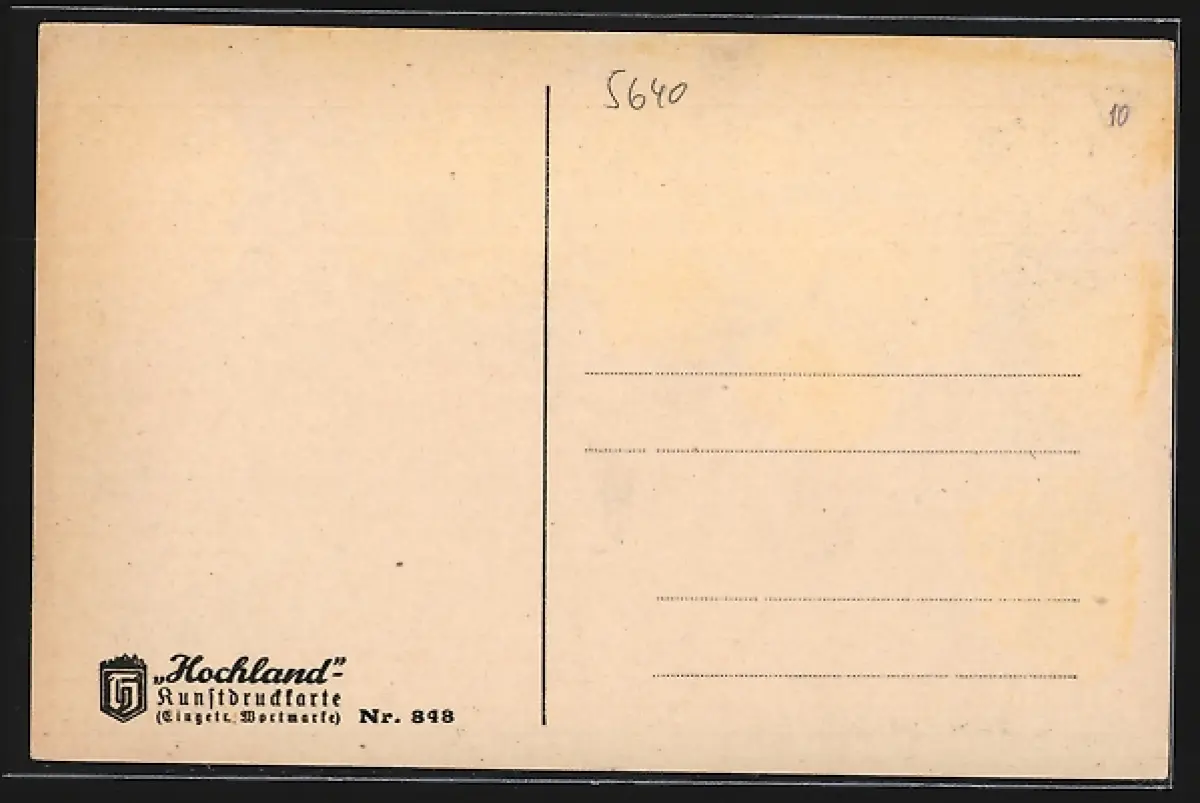 5640
10
„Hochland”-
Kunstdruckkarte
(Eingetr. Wortmarke) Nr. 848